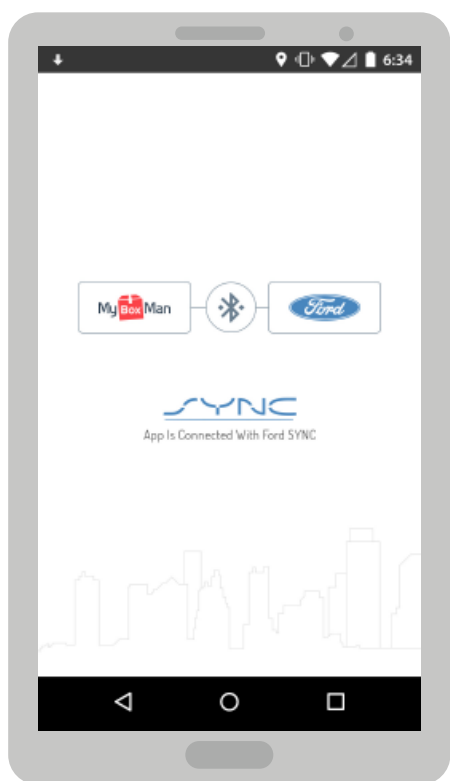 6:34
My Box Man
Ford
SYNC
App Is Connected With Ford SYNC